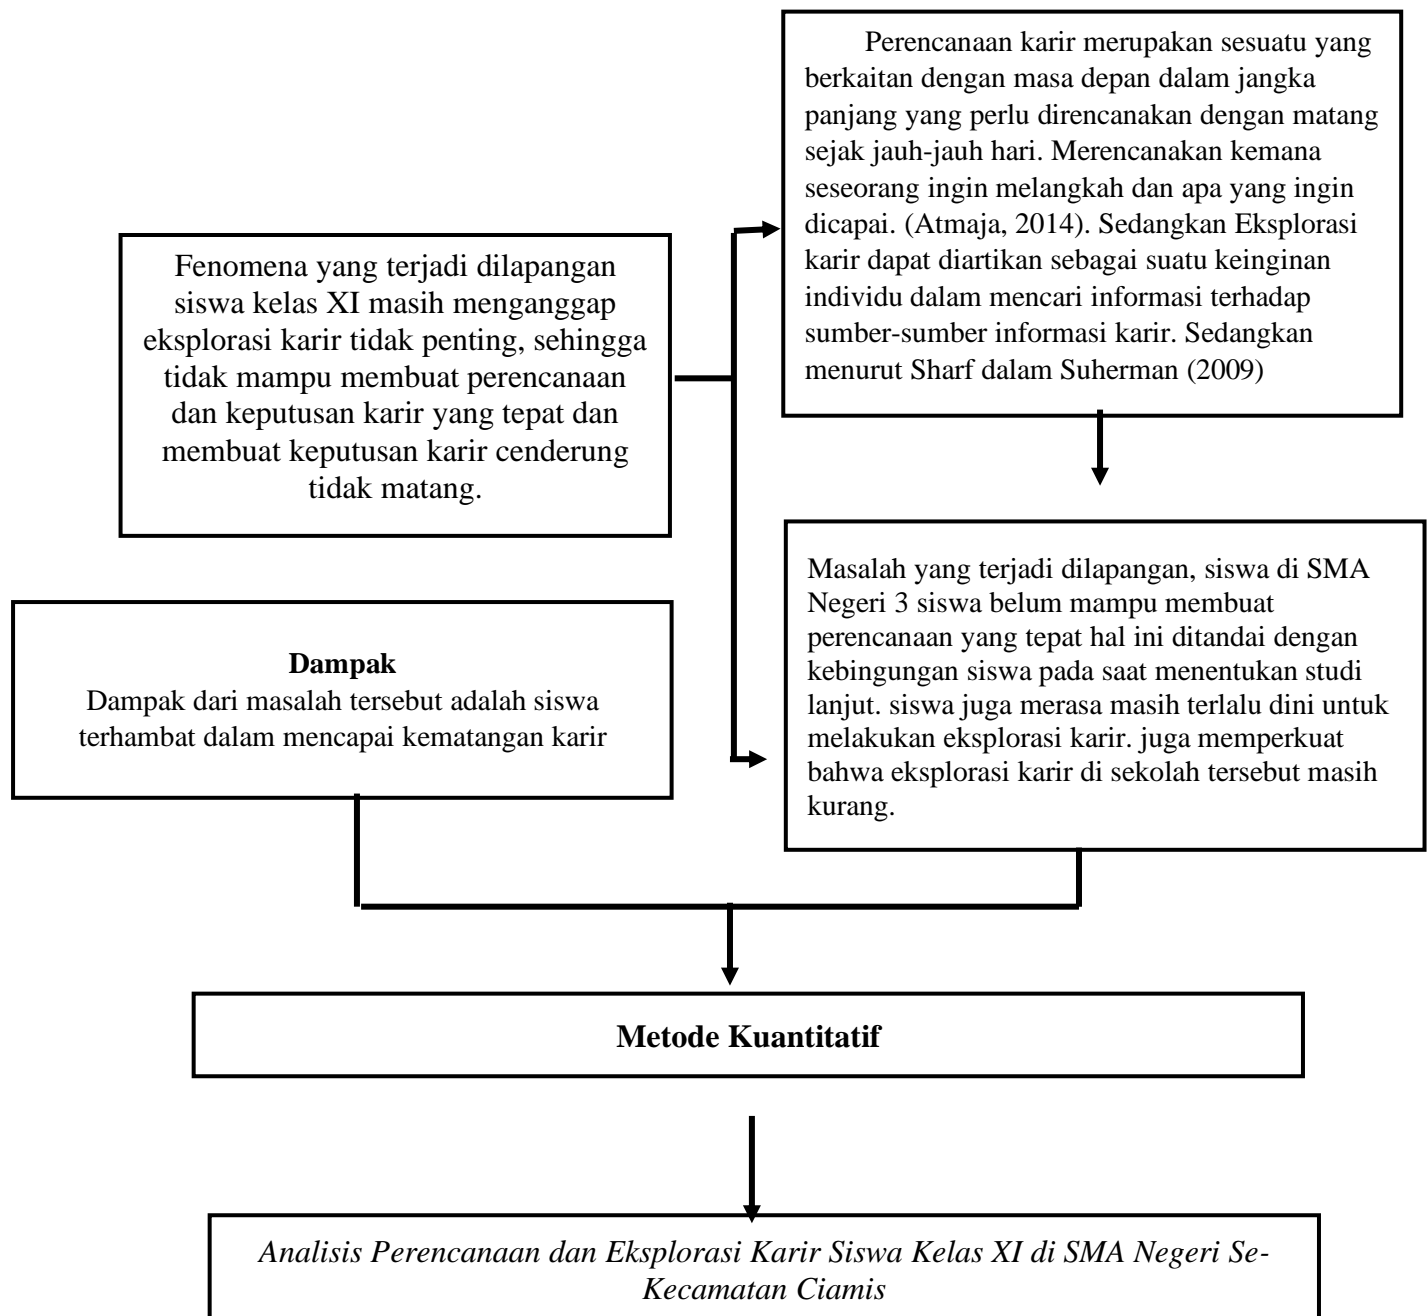 Perencanaan karir merupakan sesuatu yang
berkaitan dengan masa depan dalam jangka
panjang yang perlu direncanakan dengan matang
sejak jauh-jauh hari. Merencanakan kemana
seseorang ingin melangkah dan apa yang ingin
dicapai. (Atmaja, 2014). Sedangkan Eksplorasi
karir dapat diartikan sebagai suatu keinginan
individu dalam mencari informasi terhadap
sumber-sumber informasi karir. Sedangkan
menurut Sharf dalam Suherman (2009)
Fenomena yang terjadi dilapangan
siswa kelas XI masih menganggap
eksplorasi karir tidak penting, sehingga
tidak mampu membuat perencanaan
dan keputusan karir yang tepat dan
membuat keputusan karir cenderung
tidak matang.
Masalah yang terjadi dilapangan, siswa di SMA
Negeri 3 siswa belum mampu membuat
perencanaan yang tepat hal ini ditandai dengan
kebingungan siswa pada saat menentukan studi
lanjut. siswa juga merasa masih terlalu dini untuk
melakukan eksplorasi karir. juga memperkuat
bahwa eksplorasi karir di sekolah tersebut masih
kurang.
Dampak
Dampak dari masalah tersebut adalah siswa
terhambat dalam mencapai kematangan karir
Metode Kuantitatif
Analisis Perencanaan dan Eksplorasi Karir Siswa Kelas XI di SMA Negeri Se-
Kecamatan Ciamis